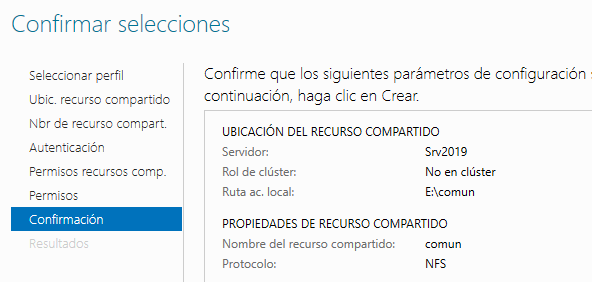 Confirmar selecciones
Seleccionar perfil
Ubic. recurso compartido
Nbr de recurso compart.
Autenticación
Permisos recursos comp.
Permisos
Confirmación
Resultados
Confirme que los siguientes parámetros de configuración s
continuación, haga clic en Crear.
UBICACIÓN DEL RECURSO COMPARTIDO
Servidor: Srv2019
Rol de clúster: No en clúster
Ruta ac. local: E:\comun
PROPIEDADES DE RECURSO COMPARTIDO
Nombre del recurso compartido: comun
Protocolo: NFS